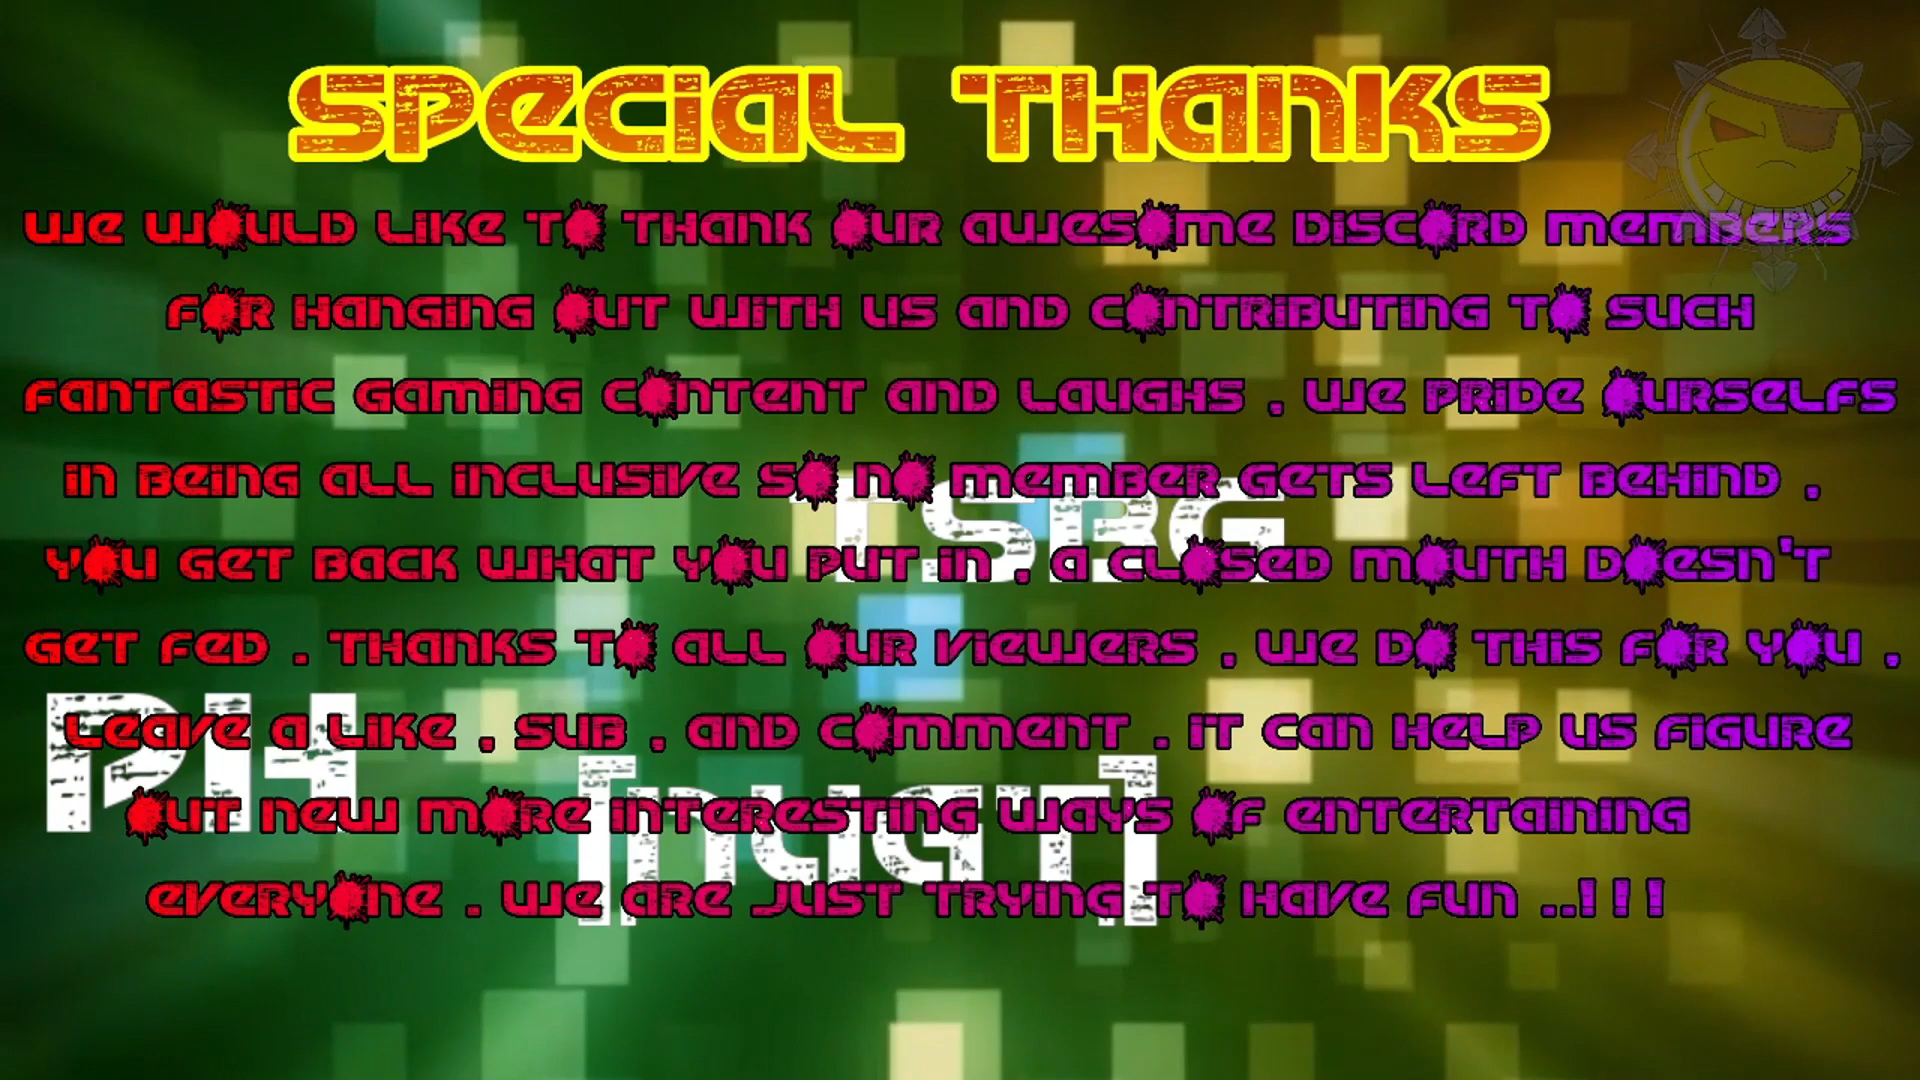 Special Thanks
We would like to thank our awesome Discord members
for hanging out with us and contributing to such
fantastic gaming content and laughs . We pride ourselfs
in being all inclusive so no member gets left behind .
TSBG
You get back what you put in , a closed mouth doesn't
get fed . Thanks to all our viewers , we do this for you .
Leave a like , sub , and comment . It can help us figure
out new more interesting ways of entertaining
everyone . We are just trying to have fun ..!!!